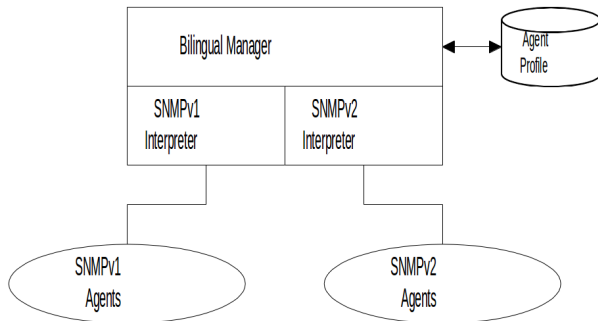 Bilingual Manager
Agent
Profile
SNMPv1
Interpreter
SNMPv2
Interpreter
SNMPv1
Agents
SNMPv2
Agents